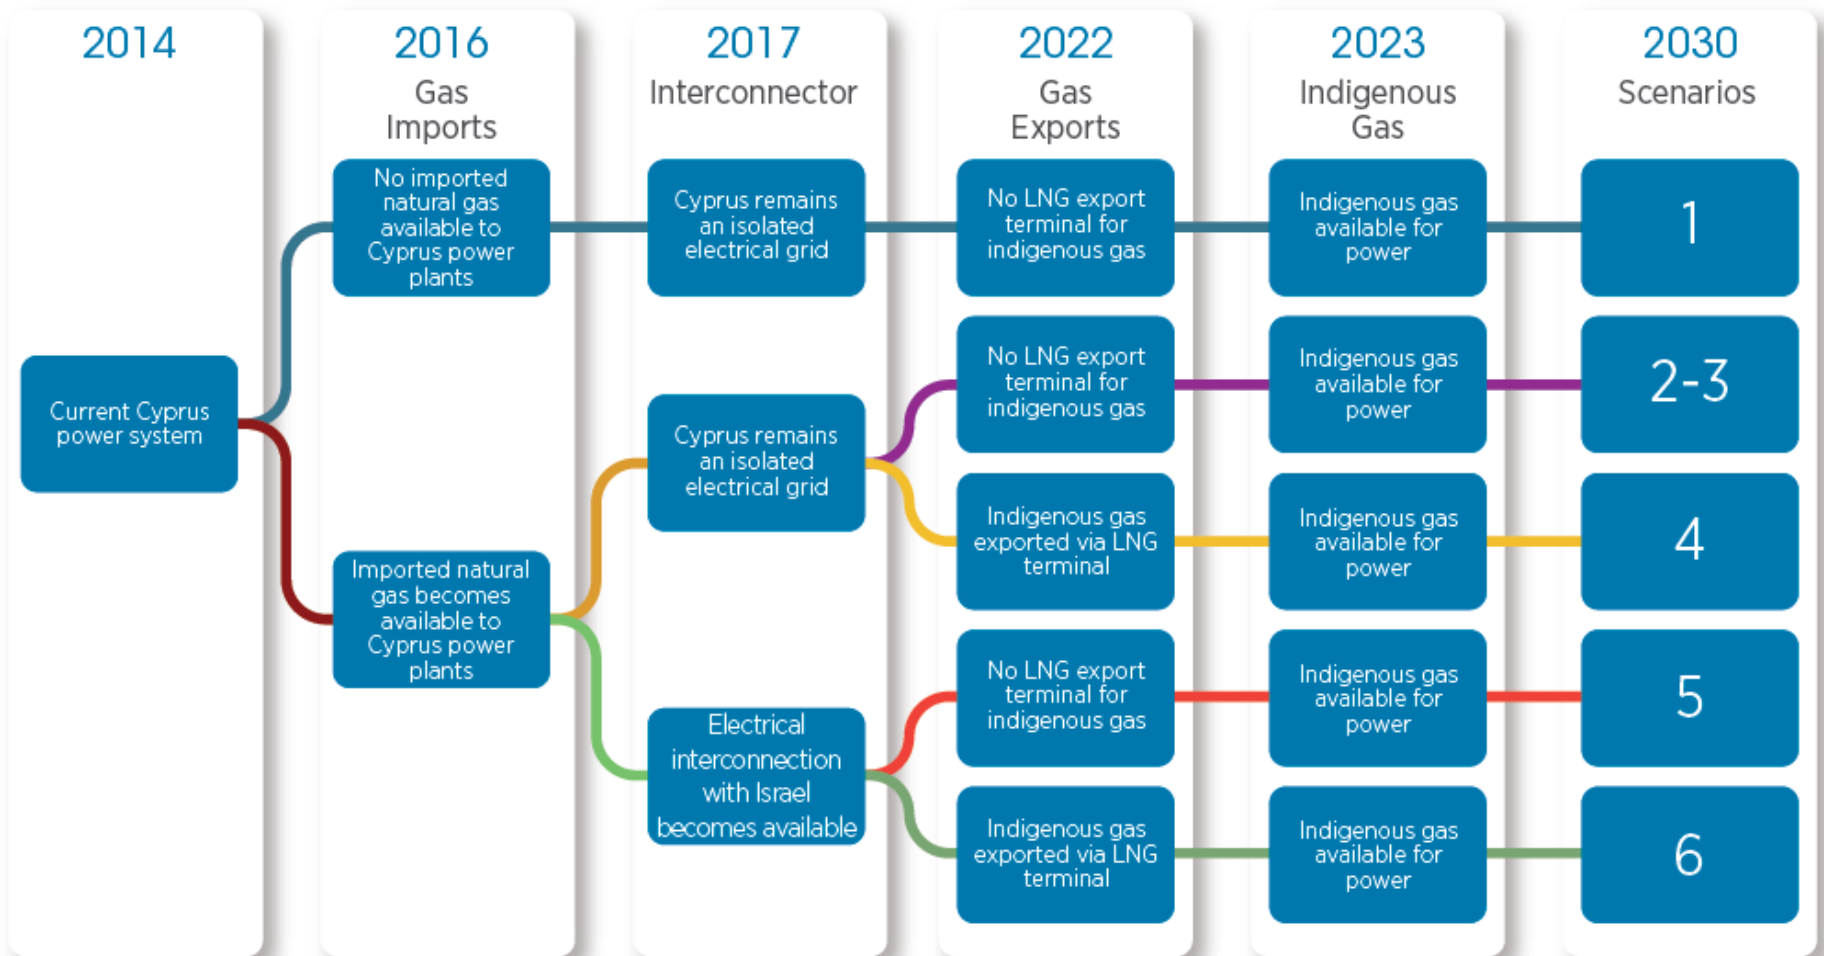 2014
Current Cyprus
power system
2016
Gas
Imports
No imported
natural gas
available to
Cyprus power
plants
Imported natural
gas becomes
available to
Cyprus power
plants
2017
Interconnector
Cyprus remains
an isolated
electrical grid
Cyprus remains
an isolated
electrical grid
Electrical
interconnection
with Israel
becomes available
2022
Gas
Exports
No LNG export
terminal for
indigenous gas
No LNG export
terminal for
indigenous gas
Indigenous gas
exported via LNG
terminal
No LNG export
terminal for
indigenous gas
Indigenous gas
exported via LNG
terminal
2023
Indigenous
Gas
Indigenous gas
available for
power
Indigenous gas
available for
power
Indigenous gas
available for
power
Indigenous gas
available for
power
Indigenous gas
available for
power
2030
Scenarios
1
2-3
4
5
6